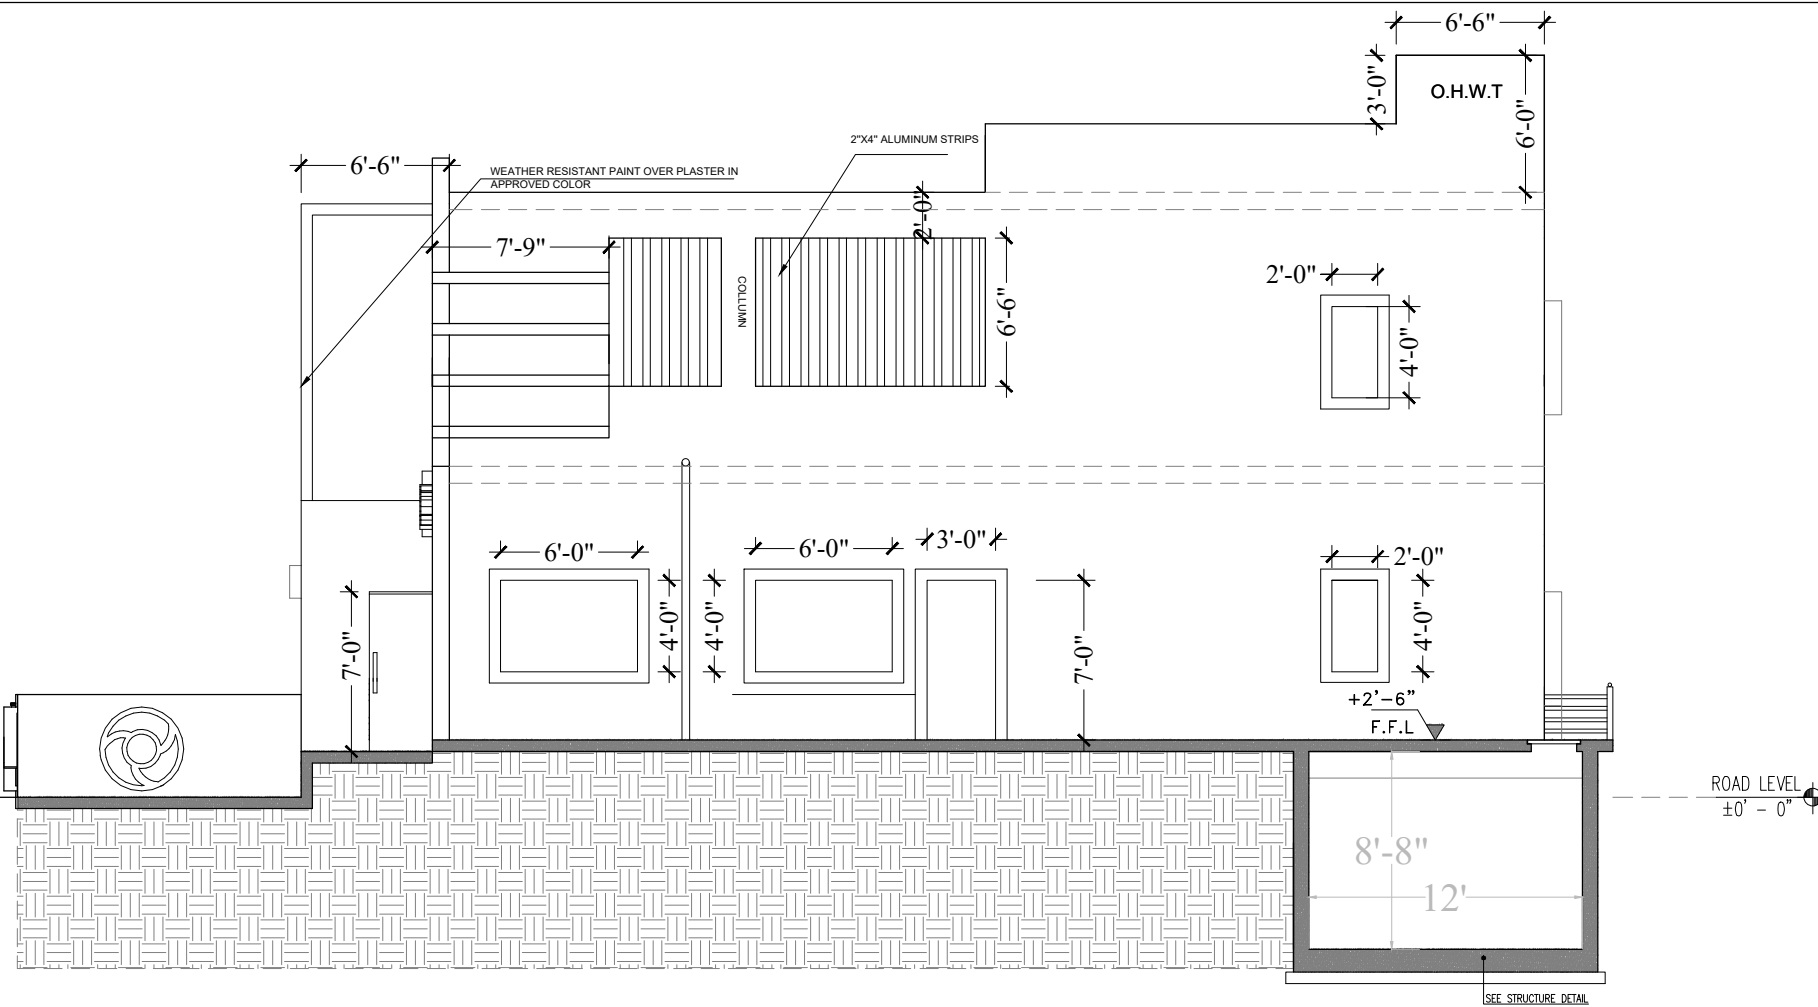 6'-6"
3'-0"
O.H.W.T
6'-0"
2"X4" ALUMINUM STRIPS
6'-6"
WEATHER RESISTANT PAINT OVER PLASTER IN
APPROVED COLOR
2'-0"
7'-9"
COLLUMN
6'-6"
2'-0"
4'-0"
6'-0"
6'-0"
3'-0"
2'-0"
4'-0"
4'-0"
7'-0"
7'-0"
4'-0"
+2'-6"
F.F.L
ROAD LEVEL
±0' - 0"
8'-8"
12'
SEE STRUCTURE DETAIL